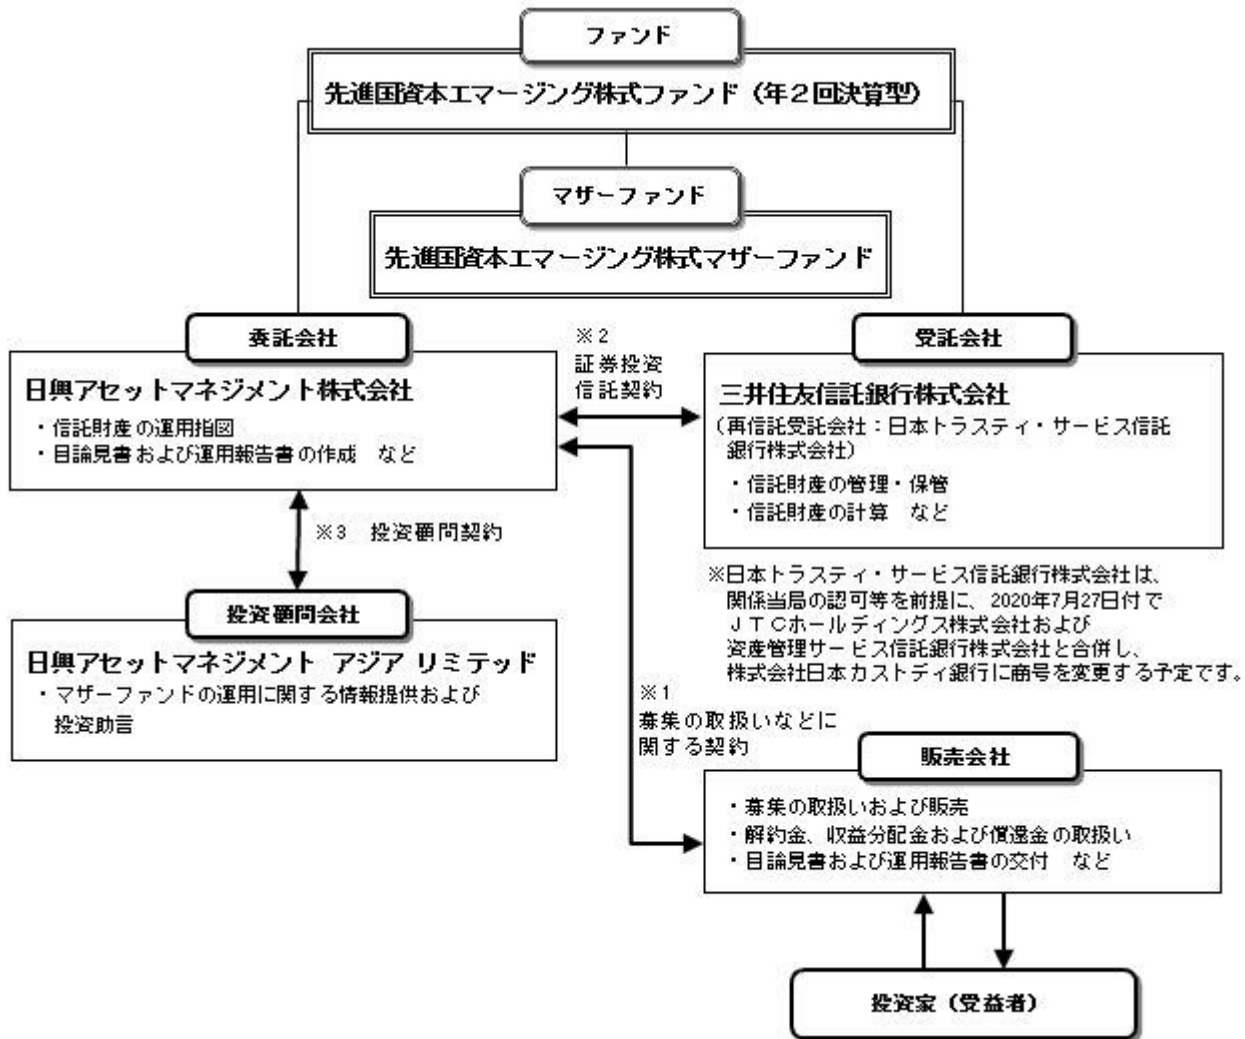 ファンド
先進国資本エマージング株式ファンド（年２回決算型）
マザーファンド
先進国資本エマージング株式マザーファンド
委託会社
日興アセットマネジメント株式会社
・信託財産の運用指図
・目論見書および運用報告書の作成　など
※２
証券投資
信託契約
受託会社
三井住友信託銀行株式会社
（再信託受託会社：日本トラスティ・サービス信託
銀行株式会社）
・信託財産の管理・保管
・信託財産の計算　など
※３　投資顧問契約
※日本トラスティ・サービス信託銀行株式会社は、
関係当局の認可等を前提に、2020年7月27日付で
ＪＴＣホールディングス株式会社および
資産管理サービス信託銀行株式会社と合併し、
株式会社日本カストディ銀行に商号を変更する予定です。
投資顧問会社
日興アセットマネジメント アジア リミテッド
・マザーファンドの運用に関する情報提供および
投資助言
※１
募集の取扱いなどに
関する契約
販売会社
・募集の取扱いおよび販売
・解約金、収益分配金および償還金の取扱い
・目論見書および運用報告書の交付　など
投資家（受益者）